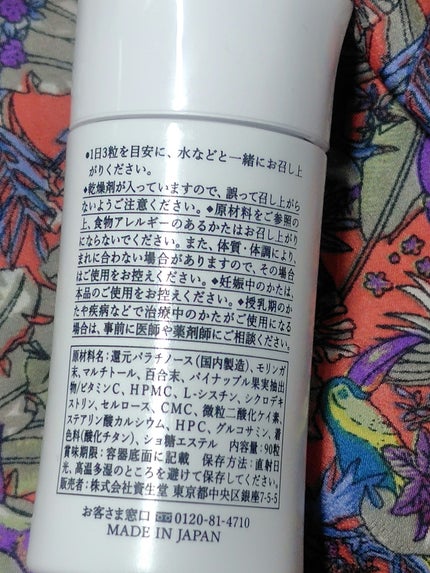 ●1日3粒を目安に、水などと一緒にお召し上
がりください。
●乾燥剤が入っていますので、誤って召し上がら
ないようご注意ください。●原材料をご参照の
上、食物アレルギーのあるかたはお召し上がり
にならないでください。また、体質・体調により、
まれに合わない場合がありますので、その場合
はご使用をお控えください。●妊娠中のかたは、
本品のご使用をお控えください。●授乳期のか
たや疾病などで治療中のかたがご使用になる
場合は、事前に医師や薬剤師にご相談ください。
原材料名：還元パラチノース(国内製造)、モリンガ
末、マルチトール、百合末、パイナップル果実抽出
物/ビタミンC、HPMC、L-シスチン、シクロデキ
ストリン、セルロース、CMC、微粒二酸化ケイ素、
ステアリン酸カルシウム、HPC、グルコサミン、着
色料(酸化チタン)、ショ糖エステル 内容量：90粒
賞味期限：容器底面に記載 保存方法：直射日
光、高温多湿のところを避けて保存してください。
販売者：株式会社資生堂 東京都中央区銀座7-5-5
お客さま窓口 0120-81-4710
MADE IN JAPAN